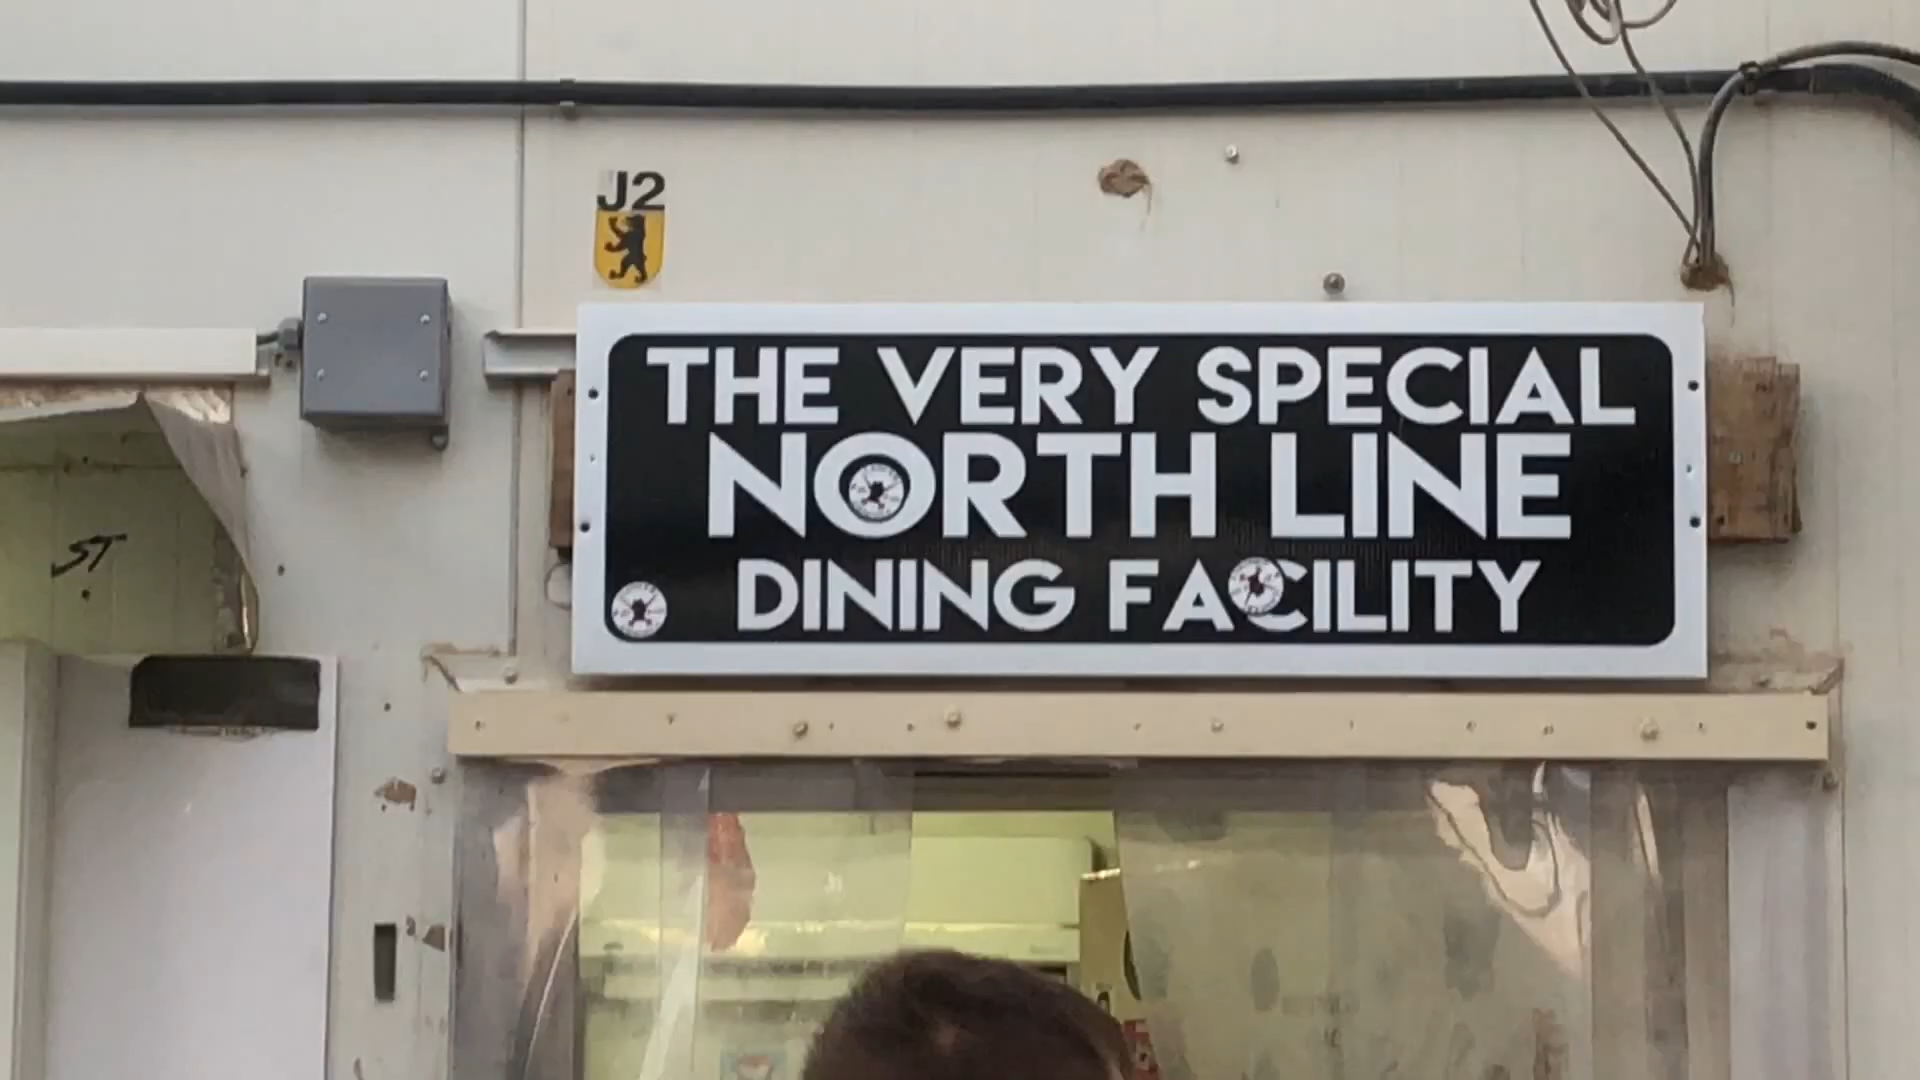 J2
THE VERY SPECIAL
NORTH LINE
DINING FACILITY
ST